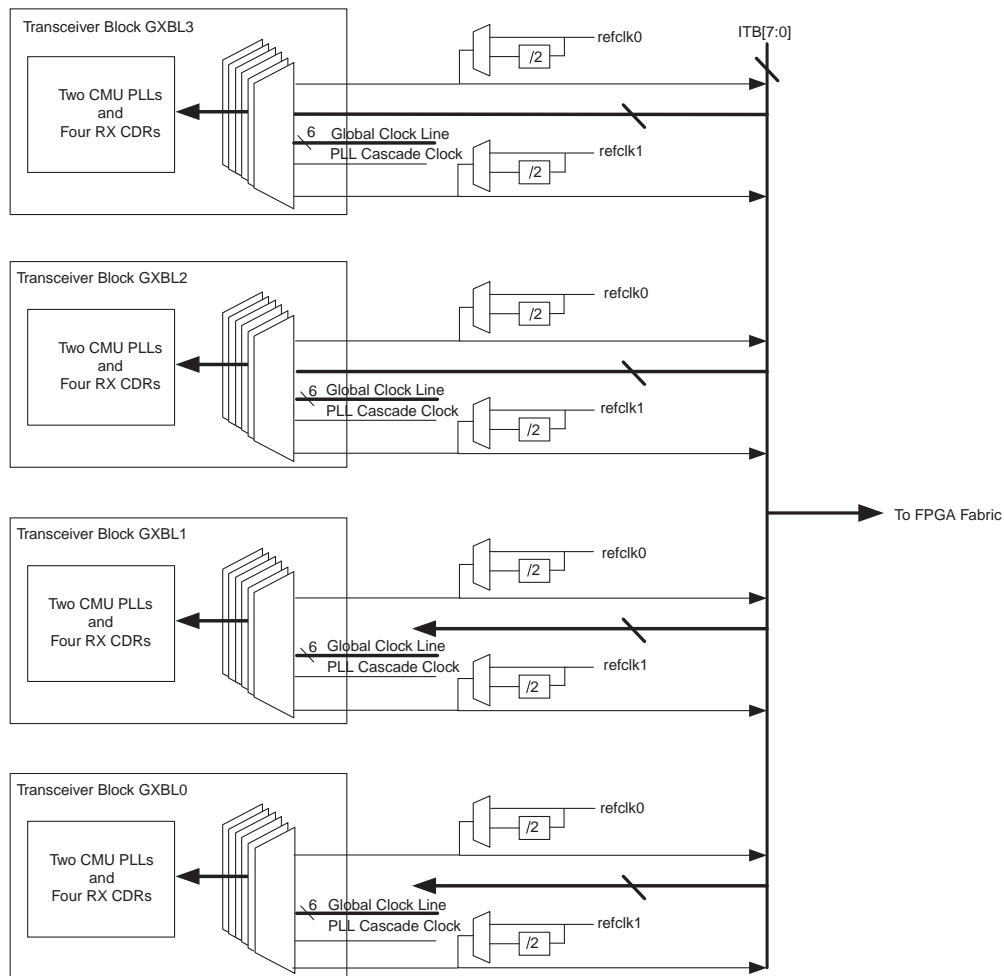 Transceiver Block GXBL3
Two CMU PLLs
and
Four RX CDRs
6 Global Clock Line
PLL Cascade Clock
/2
refclk0
/2
refclk1
ITB[7:0]
Transceiver Block GXBL2
Two CMU PLLs
and
Four RX CDRs
6 Global Clock Line
PLL Cascade Clock
/2
refclk0
/2
refclk1
To FPGA Fabric
Transceiver Block GXBL1
Two CMU PLLs
and
Four RX CDRs
6 Global Clock Line
PLL Cascade Clock
/2
refclk0
/2
refclk1
Transceiver Block GXBL0
Two CMU PLLs
and
Four RX CDRs
6 Global Clock Line
PLL Cascade Clock
/2
refclk0
/2
refclk1